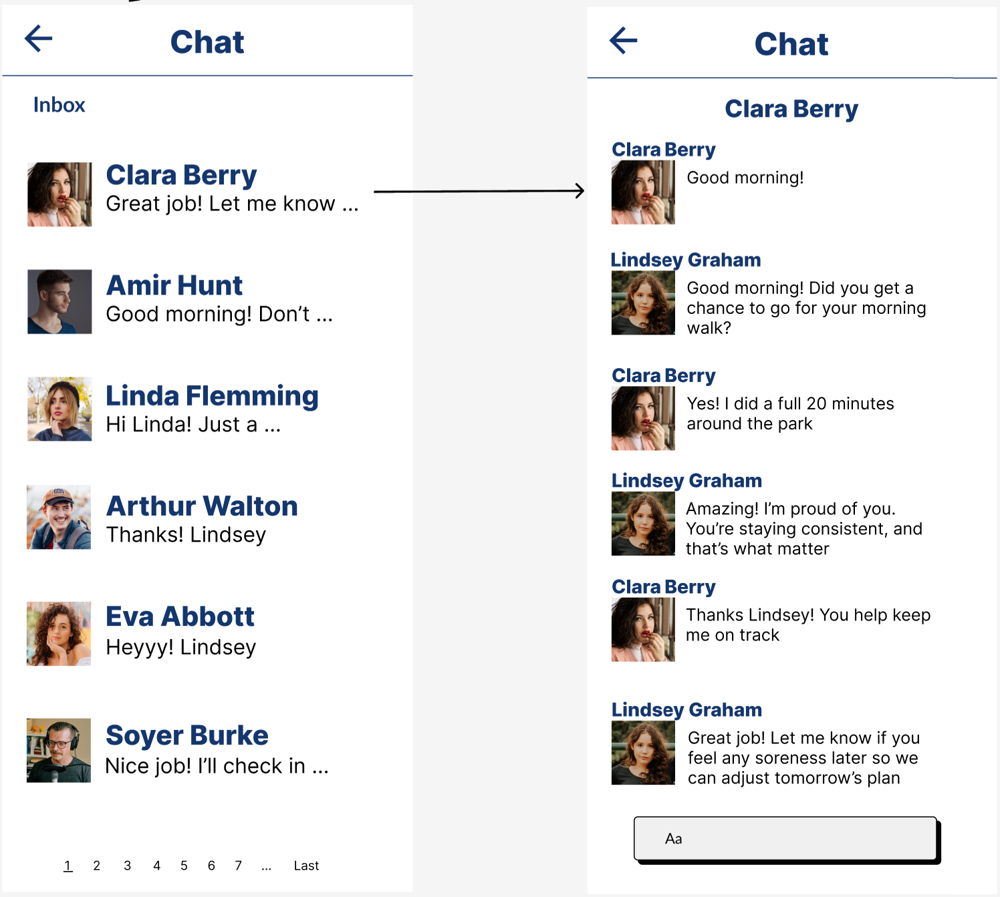 Chat
Inbox
Clara Berry
Great job! Let me know ...
Amir Hunt
Good morning! Don’t ...
Linda Flemming
Hi Linda! Just a ...
Arthur Walton
Thanks! Lindsey
Eva Abbott
Heyyy! Lindsey
Soyer Burke
Nice job! I’ll check in ...
1 2 3 4 5 6 7 ... Last
Chat
Clara Berry
Clara Berry
Good morning!
Lindsey Graham
Good morning! Did you get a
chance to go for your morning
walk?
Clara Berry
Yes! I did a full 20 minutes
around the park
Lindsey Graham
Amazing! I’m proud of you.
You’re staying consistent, and
that’s what matter
Clara Berry
Thanks Lindsey! You help keep
me on track
Lindsey Graham
Great job! Let me know if you
feel any soreness later so we
can adjust tomorrow’s plan
Aa